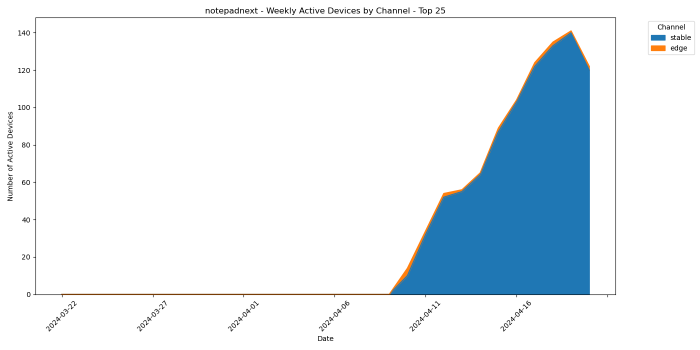 notepadnext - Weekly Active Devices by Channel - Top 25
Channel
stable
edge
Number of Active Devices
140
120
100
80
60
40
20
0
2024-03-22
2024-03-27
2024-04-01
2024-04-06
2024-04-11
2024-04-16
Date